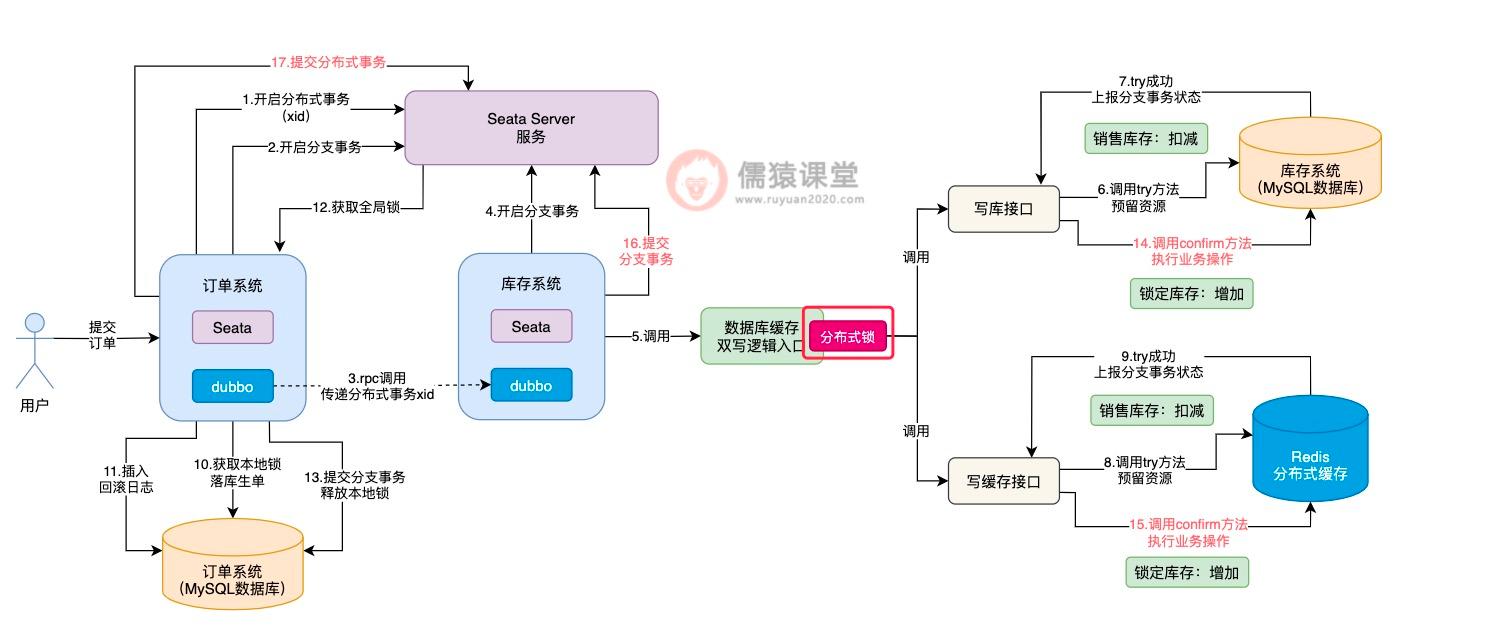 17.提交分布式事务
1.开启分布式事务
（xid）
2.开启分支事务
Seata Server
服务
12.获取全局锁
4.开启分支事务
16.提交
分支事务
儒猿课堂
www.ruyuan2020.com
7.try成功
上报分支事务状态
销售库存：扣减
库存系统
（MySQL数据库）
6.调用try方法
预留资源
写库接口
14.调用confirm方法
执行业务操作
锁定库存：增加
调用
订单系统
Seata
dubbo
库存系统
Seata
dubbo
提交
订单
用户
3.rpc调用
传递分布式事务xid
5.调用
数据库缓存
双写逻辑入口
分布式锁
调用
9.try成功
上报分支事务状态
销售库存：扣减
Redis
分布式缓存
8.调用try方法
预留资源
写缓存接口
15.调用confirm方法
执行业务操作
锁定库存：增加
11.插入
回滚日志
10.获取本地锁
落库生单
13.提交分支事务
释放本地锁
订单系统
（MySQL数据库）